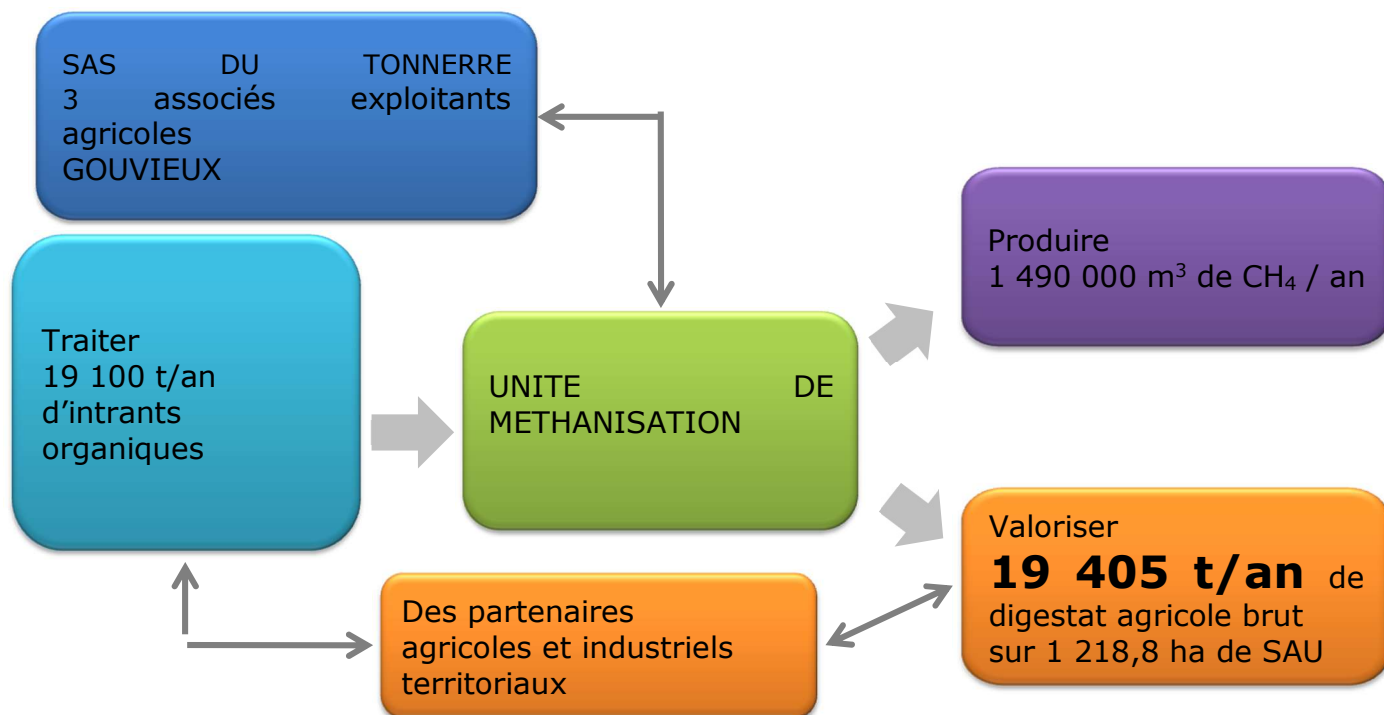 SAS DU TONNERRE
3 associés exploitants
agricoles
GOUVIEUX
Traiter
19 100 t/an
d’intrants
organiques
UNITE DE
METHANISATION
Produire
1 490 000 m³ de CH₄ / an
Valoriser
19 405 t/an de
digestat agricole brut
sur 1 218,8 ha de SAU
Des partenaires
agricoles et industriels
territoriaux